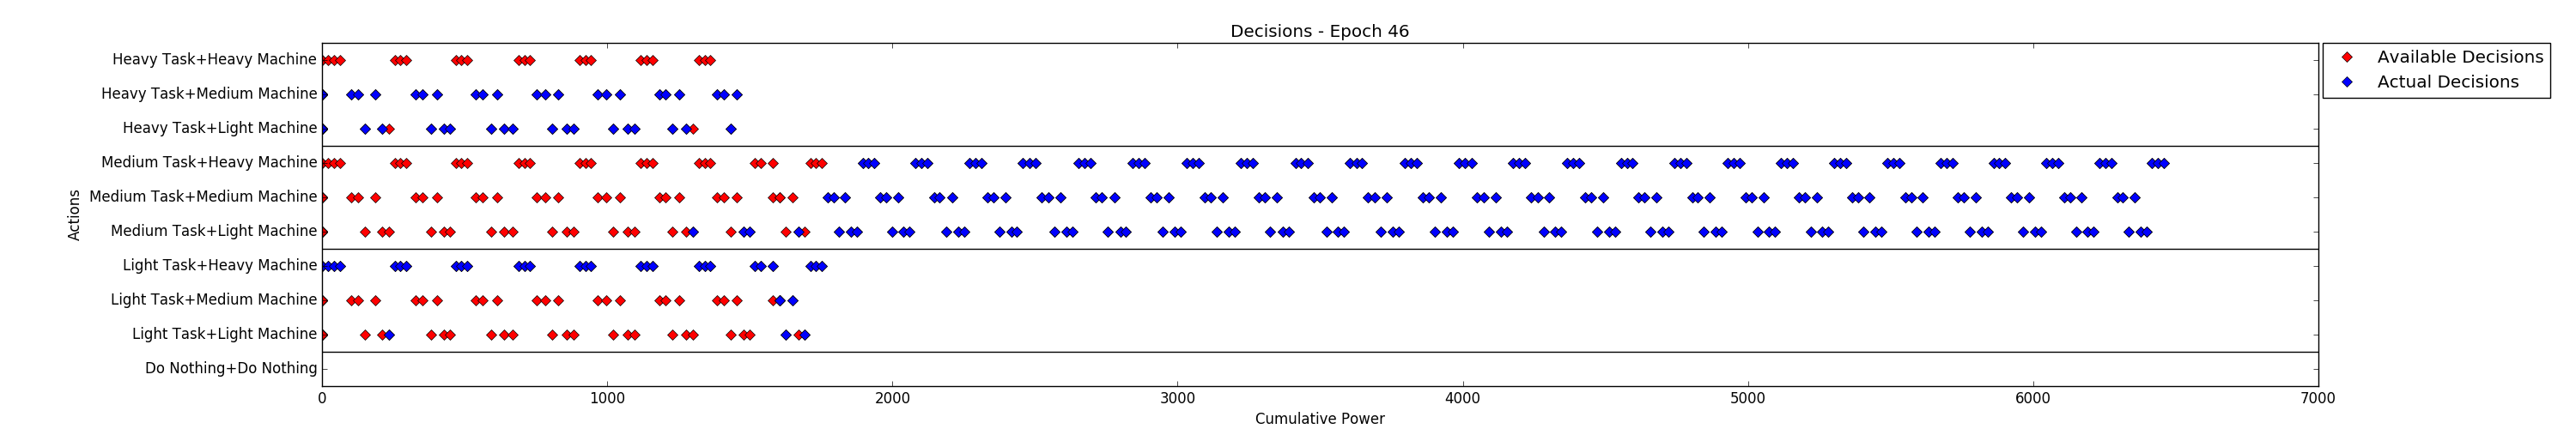 Decisions - Epoch 46
Heavy Task+Heavy Machine
Heavy Task+Medium Machine
Heavy Task+Light Machine
Medium Task+Heavy Machine
Medium Task+Medium Machine
Medium Task+Light Machine
Light Task+Heavy Machine
Light Task+Medium Machine
Light Task+Light Machine
Do Nothing+Do Nothing
Actions
0 1000 2000 3000 4000 5000 6000 7000
Cumulative Power
Available Decisions
Actual Decisions